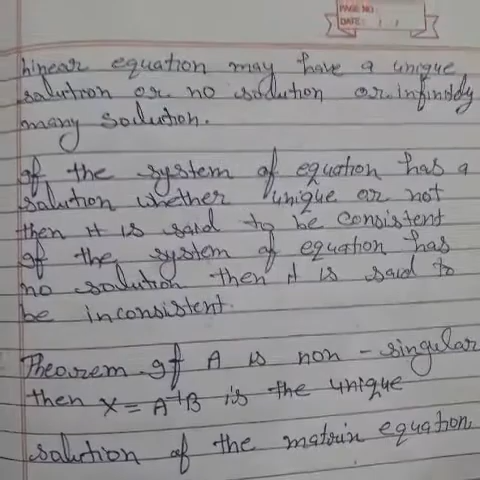 PAGE NO:
DATE: / /
Linear equation may have a unique
solution or no solution or infinitely
many solution.
If the system of equation has a
solution whether unique or not
then it is said to be consistent
If the system of equation has
no solution then it is said to
be inconsistent.
Theorem If A is non-singular
then X = A⁻¹B is the unique
solution of the matrix equation.